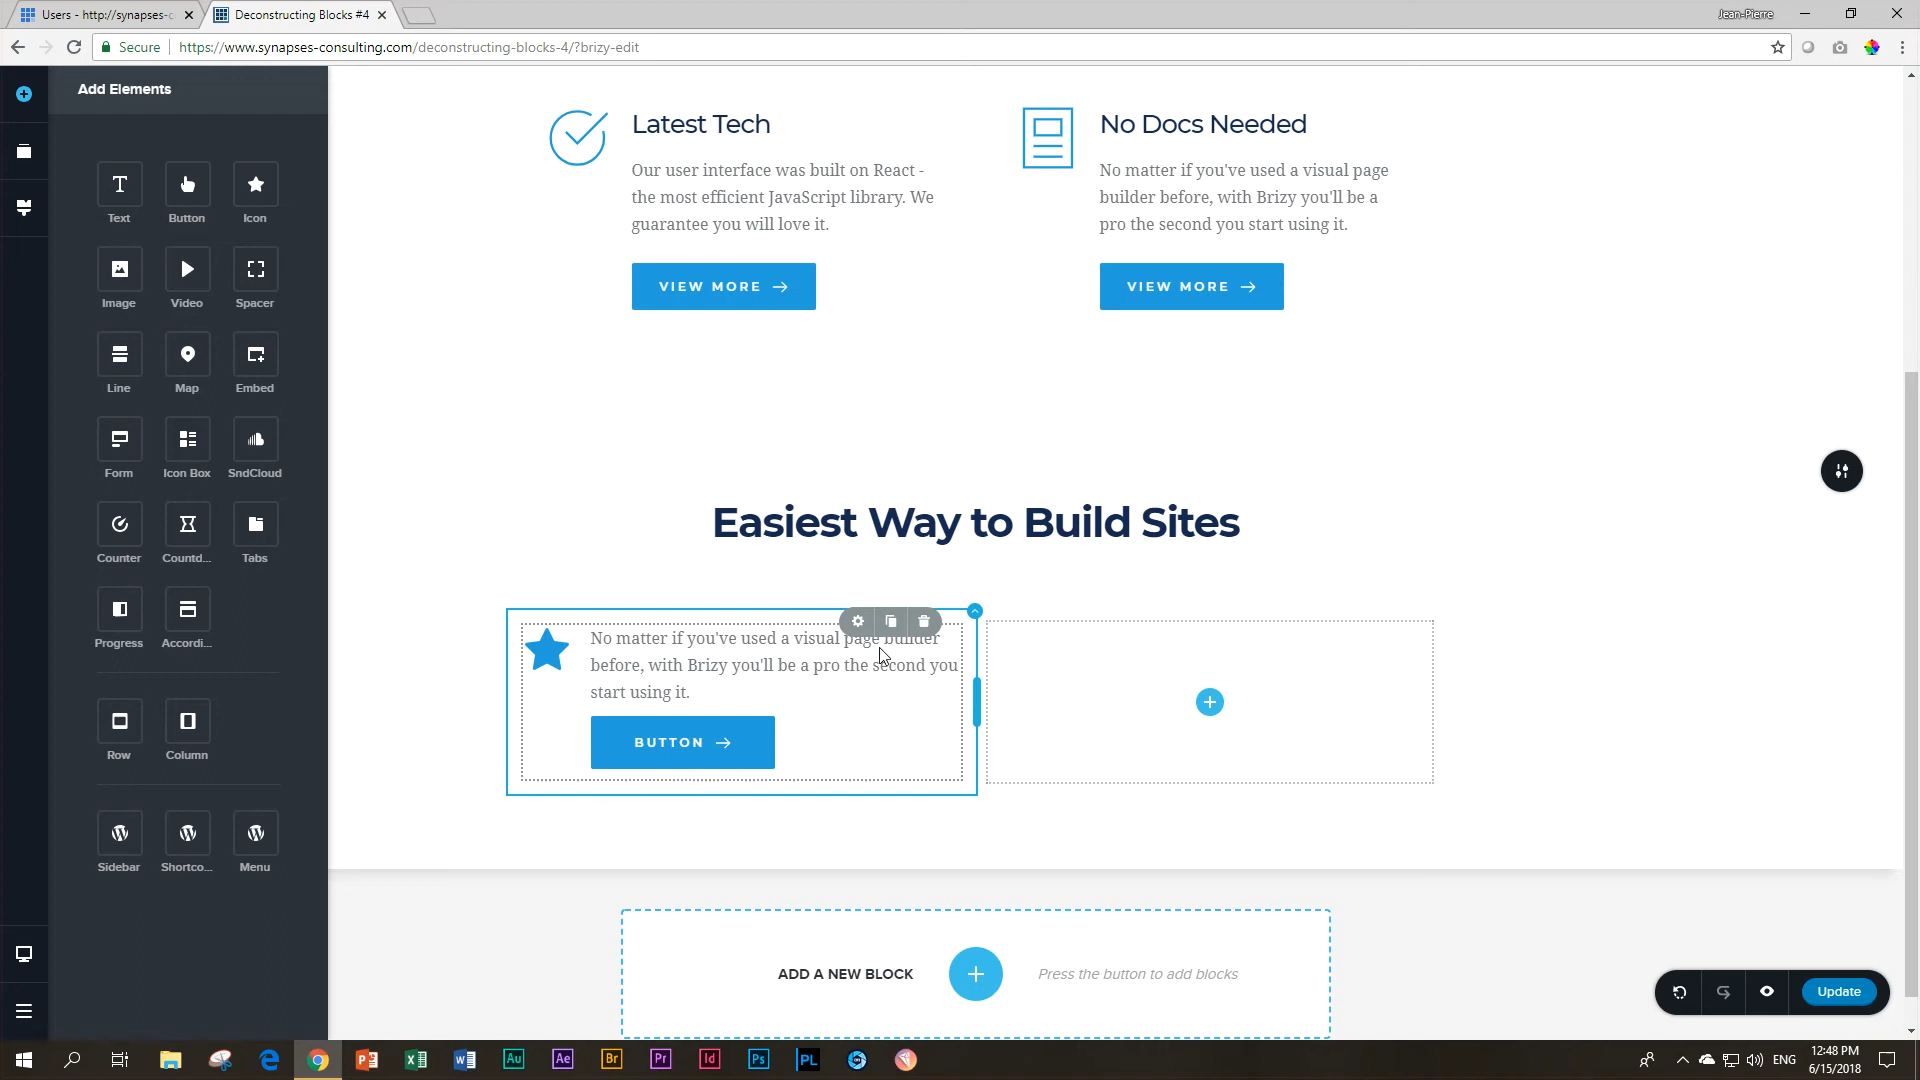 Users - http://synapses-c
Deconstructing Blocks #4
Jean-Pierre
Secure
https://www.synapses-consulting.com/deconstructing-blocks-4/?brizy-edit
Add Elements
Text
Button
Icon
Image
Video
Spacer
Line
Map
Embed
Form
Icon Box
SndCloud
Counter
Countd...
Tabs
Progress
Accordi...
Row
Column
Sidebar
Shortco...
Menu
Latest Tech
Our user interface was built on React -
the most efficient JavaScript library. We
guarantee you will love it.
VIEW MORE
No Docs Needed
No matter if you've used a visual page
builder before, with Brizy you'll be a
pro the second you start using it.
VIEW MORE
Easiest Way to Build Sites
No matter if you've used a visual page builder
before, with Brizy you'll be a pro the second you
start using it.
BUTTON
ADD A NEW BLOCK
Press the button to add blocks
Update
Au
Ae
Br
Pr
Id
Ps
PL
ENG
12:48 PM
6/15/2018